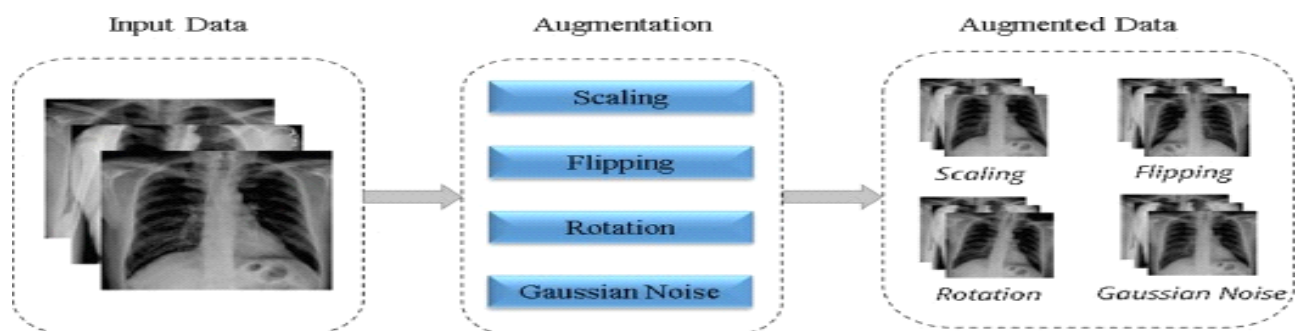 Input Data
Augmentation
Augmented Data
Scaling
Flipping
Rotation
Gaussian Noise
Scaling
Flipping
Rotation
Gaussian Noise